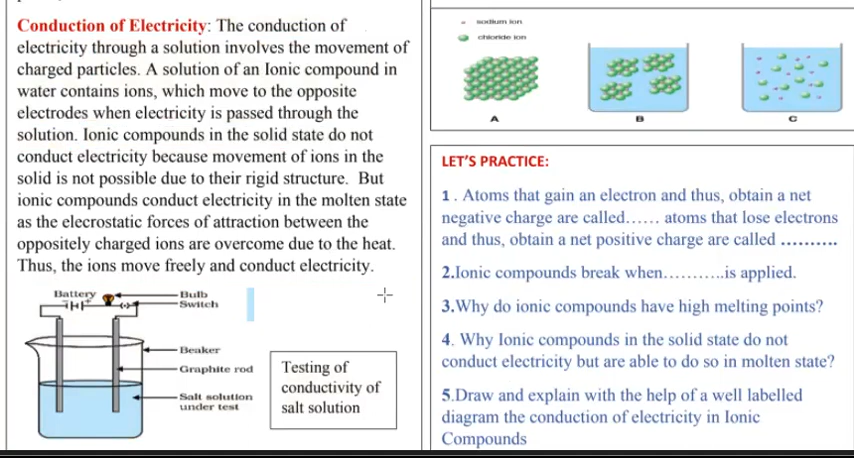 Conduction of Electricity: The conduction of
electricity through a solution involves the movement of
charged particles. A solution of an Ionic compound in
water contains ions, which move to the opposite
electrodes when electricity is passed through the
solution. Ionic compounds in the solid state do not
conduct electricity because movement of ions in the
solid is not possible due to their rigid structure. But
ionic compounds conduct electricity in the molten state
as the elecrostatic forces of attraction between the
oppositely charged ions are overcome due to the heat.
Thus, the ions move freely and conduct electricity.
Battery
Bulb
Switch
Beaker
Graphite rod
Salt solution
under test
Testing of
conductivity of
salt solution
sodium ion
chloride ion
A
B
C
LET'S PRACTICE:
1 . Atoms that gain an electron and thus, obtain a net
negative charge are called...... atoms that lose electrons
and thus, obtain a net positive charge are called ..........
2.Ionic compounds break when...........is applied.
3.Why do ionic compounds have high melting points?
4. Why Ionic compounds in the solid state do not
conduct electricity but are able to do so in molten state?
5.Draw and explain with the help of a well labelled
diagram the conduction of electricity in Ionic
Compounds